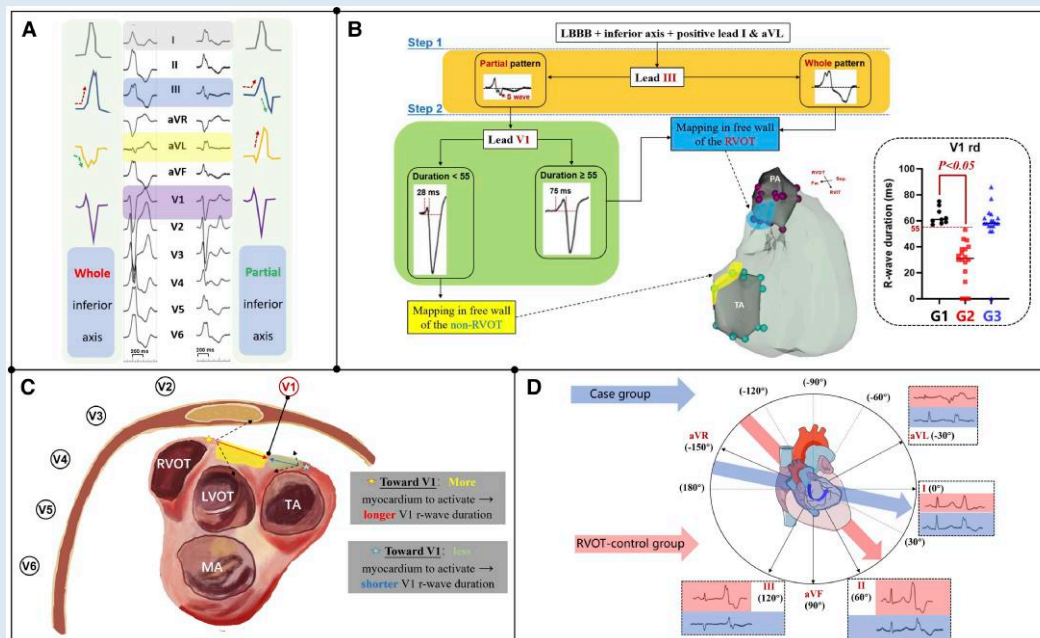 A
I
II
III
aVR
aVL
aVF
V1
V2
V3
V4
V5
V6
200 ms
200 ms
Whole
inferior
axis
Partial
inferior
axis
B
LBBB + inferior axis + positive lead I & aVL
Step 1
Partial pattern
S wave
Lead III
Whole pattern
Step 2
Lead V1
Duration < 55
28 ms
Duration ≥ 55
75 ms
Mapping in free wall
of the RVOT
Mapping in free wall
of the non-RVOT
PA
TA
RVOT
Sep.
Fw.
RVIT
V1 rd
P<0.05
R-wave duration (ms)
100
80
60
55
40
20
0
G1 G2 G3
C
V1
V2
V3
V4
V5
V6
RVOT
LVOT
TA
MA
Toward V1: More
myocardium to activate →
longer V1 r-wave duration
Toward V1: less
myocardium to activate →
shorter V1 r-wave duration
D
Case group
RVOT-control group
(-90°)
(-120°)
(-60°)
aVR
(-150°)
aVL (-30°)
(180°)
I (0°)
(30°)
III
(120°)
aVF
(90°)
II
(60°)